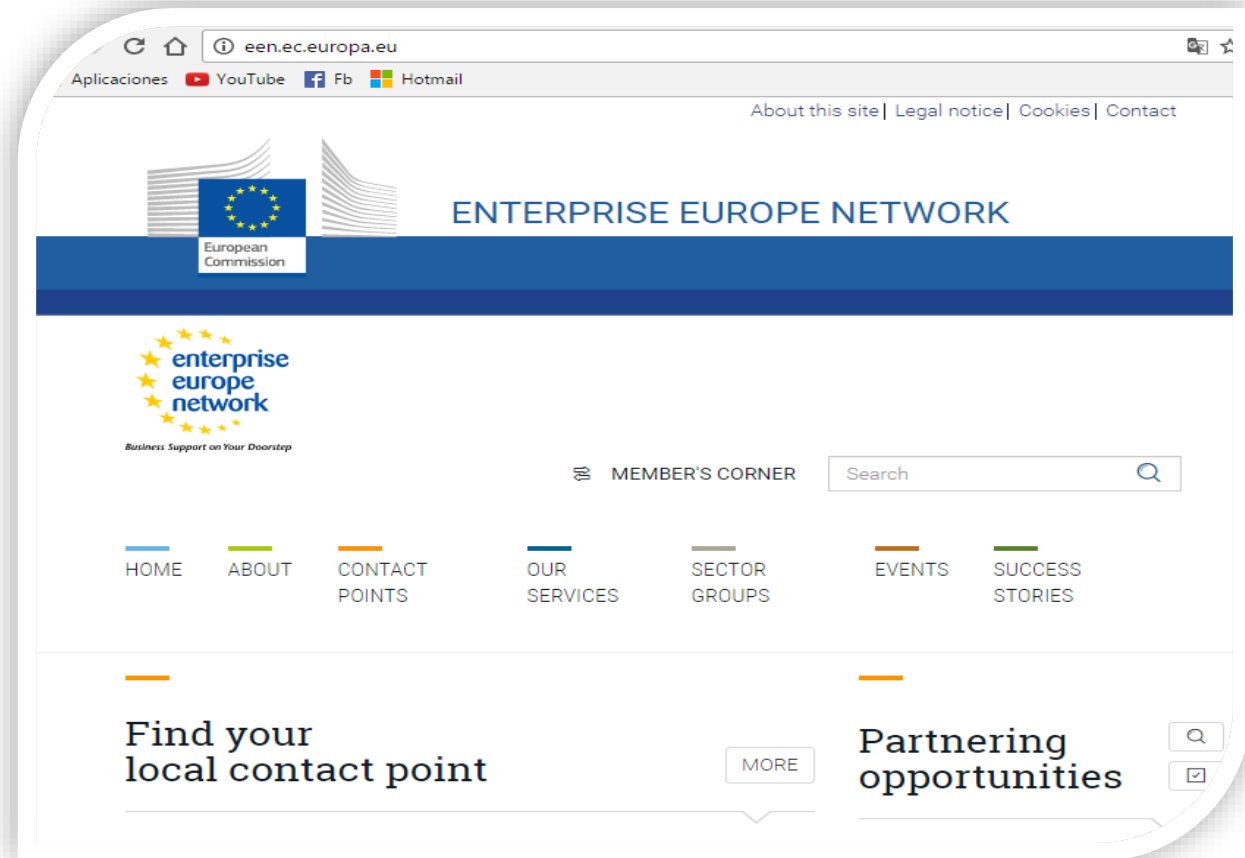 een.ec.europa.eu
Aplicaciones YouTube Fb Hotmail
About this site| Legal notice| Cookies| Contact
European
Commission
ENTERPRISE EUROPE NETWORK
enterprise
europe
network
Business Support on Your Doorstep
MEMBER'S CORNER Search
HOME ABOUT CONTACT POINTS OUR SERVICES SECTOR GROUPS EVENTS SUCCESS STORIES
Find your
local contact point
MORE
Partnering
opportunities